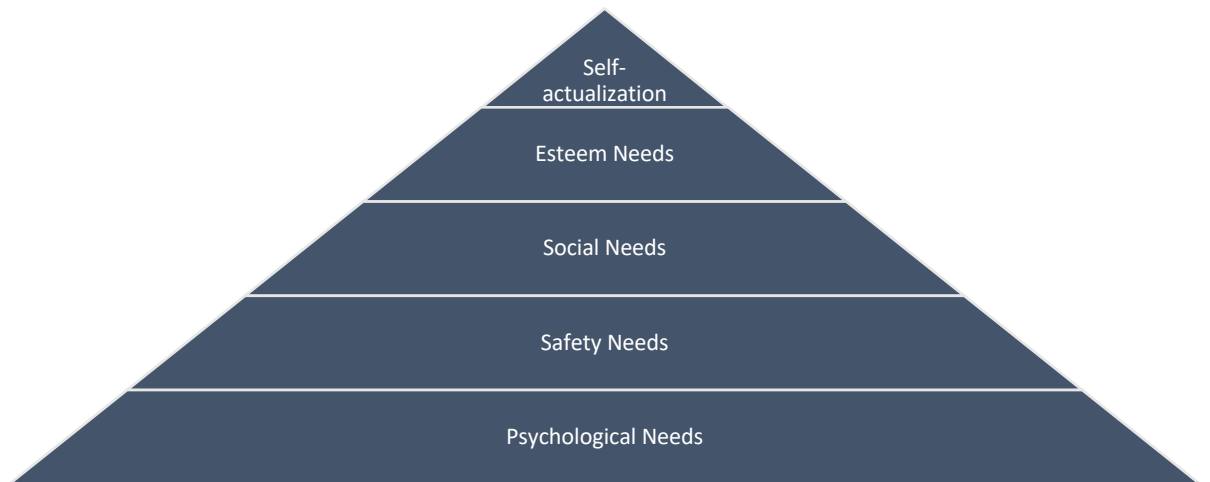 Self-
actualization
Esteem Needs
Social Needs
Safety Needs
Psychological Needs